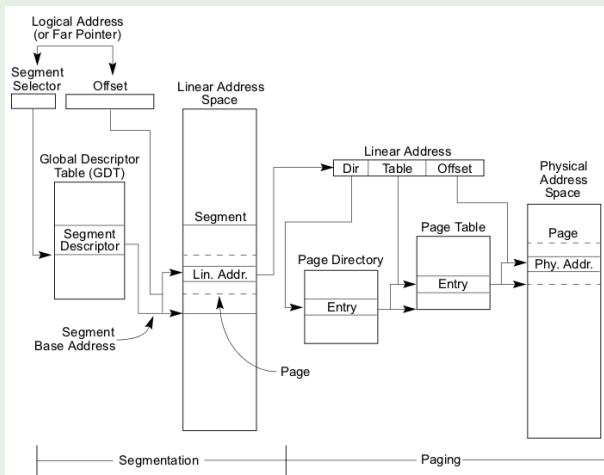 Logical Address
(or Far Pointer)
Segment
Selector
Offset
Linear Address
Space
Global Descriptor
Table (GDT)
Segment
Descriptor
Segment
Lin. Addr.
Segment
Base Address
Page
Linear Address
Dir Table Offset
Page Directory
Entry
Page Table
Entry
Physical
Address
Space
Page
Phy. Addr.
Segmentation
Paging